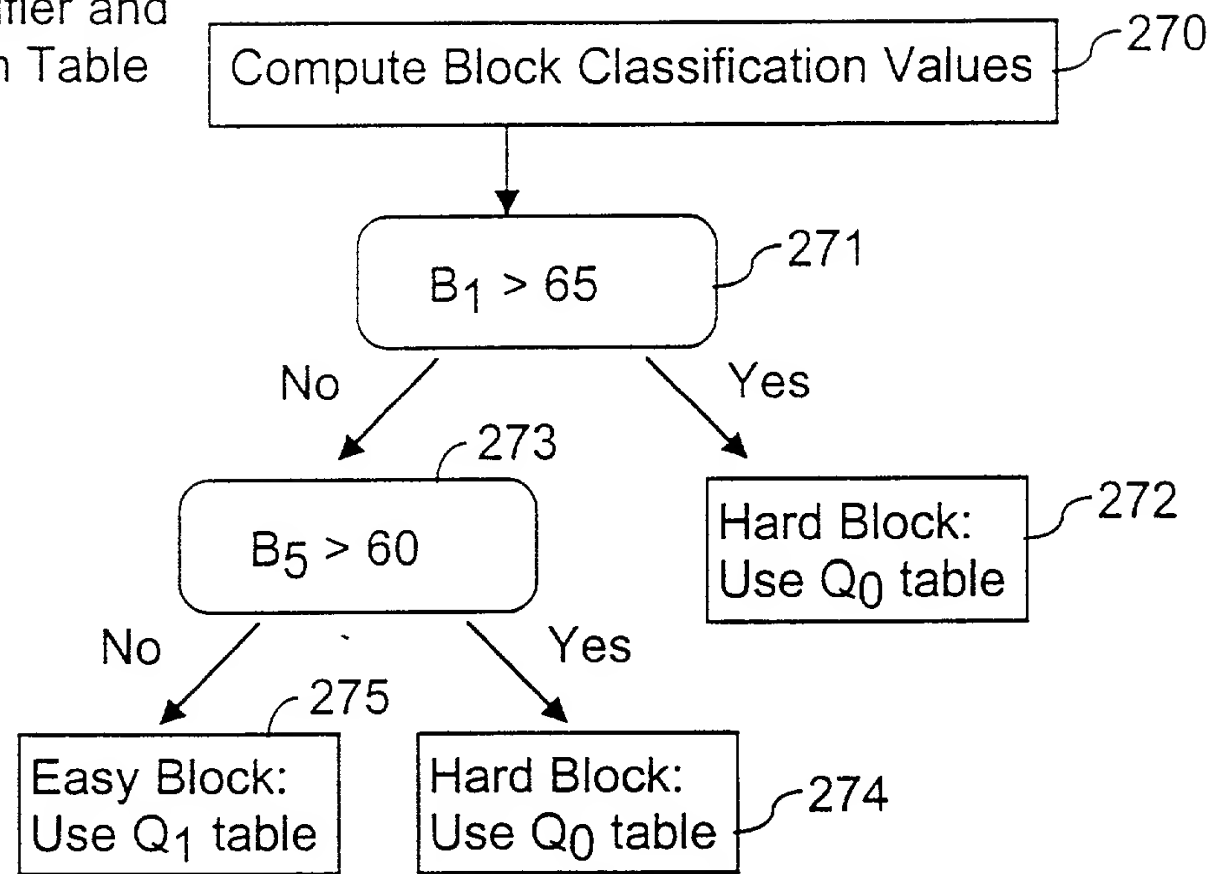 and
Table
270
Compute Block Classification Values
271
B1 > 65
No
Yes
273
272
B5 > 60
Hard Block:
Use Q0 table
No
Yes
275
Easy Block:
Use Q1 table
Hard Block:
Use Q0 table
274